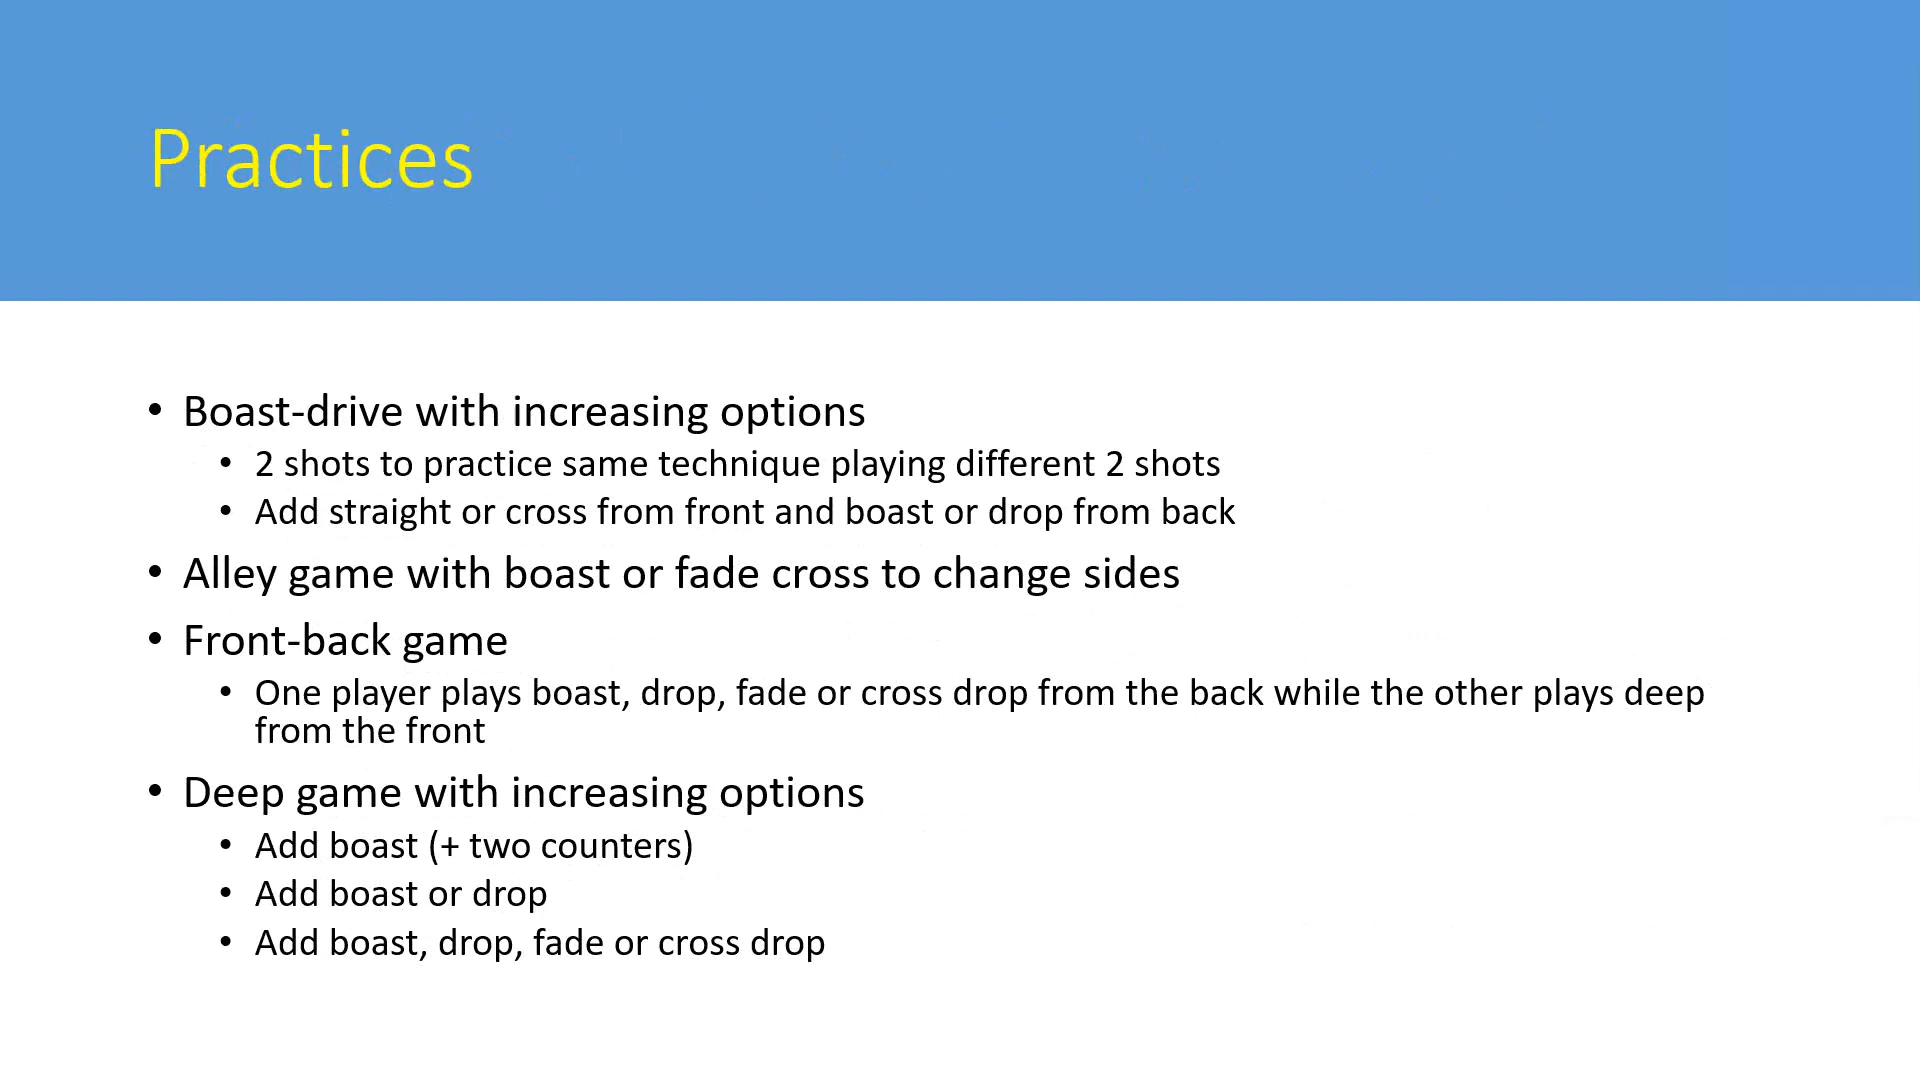 Practices
• Boast-drive with increasing options
• 2 shots to practice same technique playing different 2 shots
• Add straight or cross from front and boast or drop from back
• Alley game with boast or fade cross to change sides
• Front-back game
• One player plays boast, drop, fade or cross drop from the back while the other plays deep
from the front
• Deep game with increasing options
• Add boast (+ two counters)
• Add boast or drop
• Add boast, drop, fade or cross drop